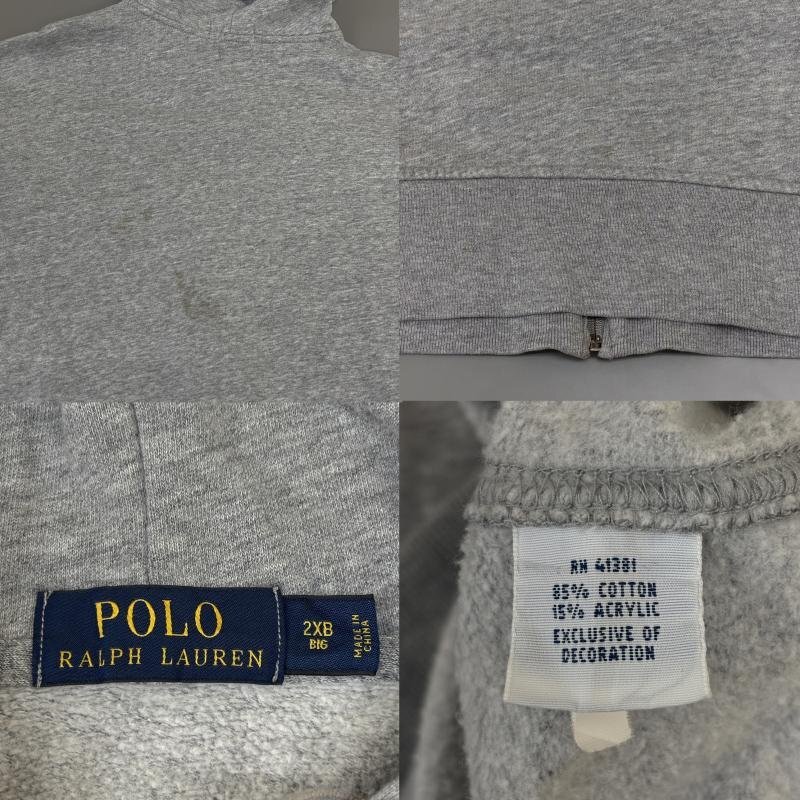 POLO
RALPH LAUREN
2XB
BIG
MADE IN
CHINA
RN 41381
85% COTTON
15% ACRYLIC
EXCLUSIVE OF
DECORATION